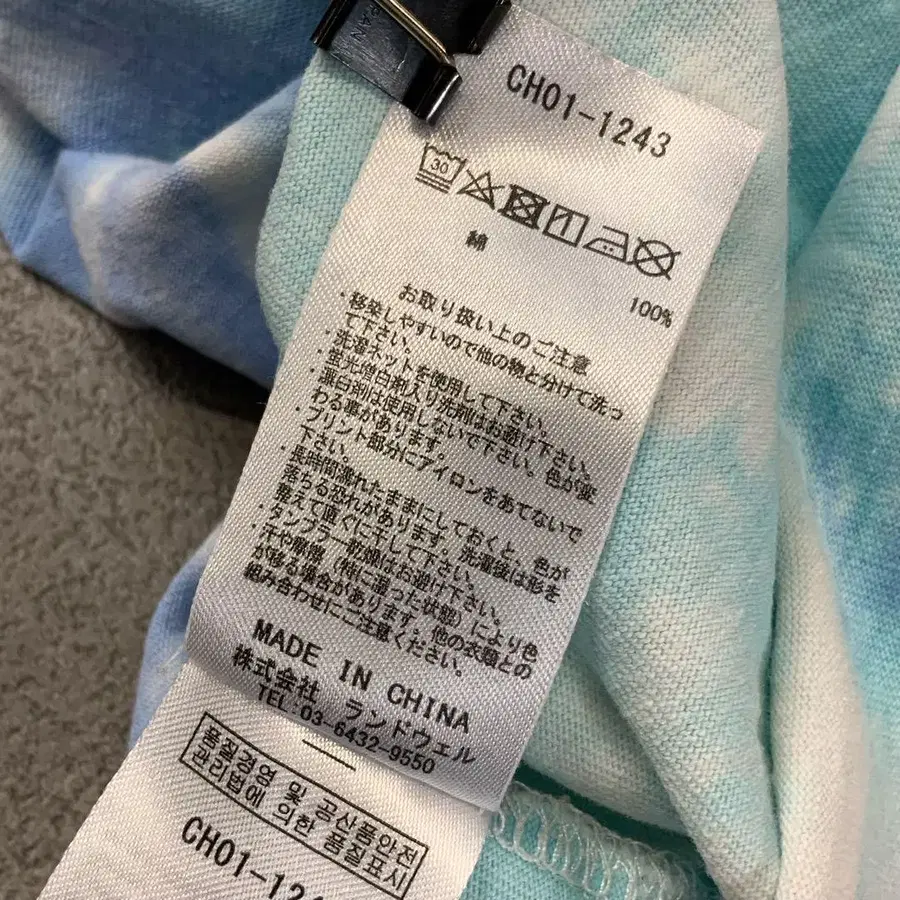 CH01-1243
30
綿
100%
お取り扱い上のご注意
・移染しやすいので他の物と分けて洗っ
て下さい。
・洗濯ネットを使用して下さい。
・蛍光増白剤入り洗剤はお避け下さい。
・漂白剤は使用しないで下さい。色が変
わる事があります。
・プリント部分にアイロンをあてないで
下さい。
・長時間濡れたままにしておくと、色が
落ちる恐れがあります。洗濯後は形を
整えて直ぐに干して下さい。
・タンブラー乾燥はお避け下さい。
・汗や摩擦（特に湿った状態）により色
が移る場合があります。他の衣類との
組み合わせにご注意ください。
MADE IN CHINA
株式会社 ランドウェル
TEL:03-6432-9550
품질경영 및 공산품안전
관리법에 의한 품질표시
CH01-124